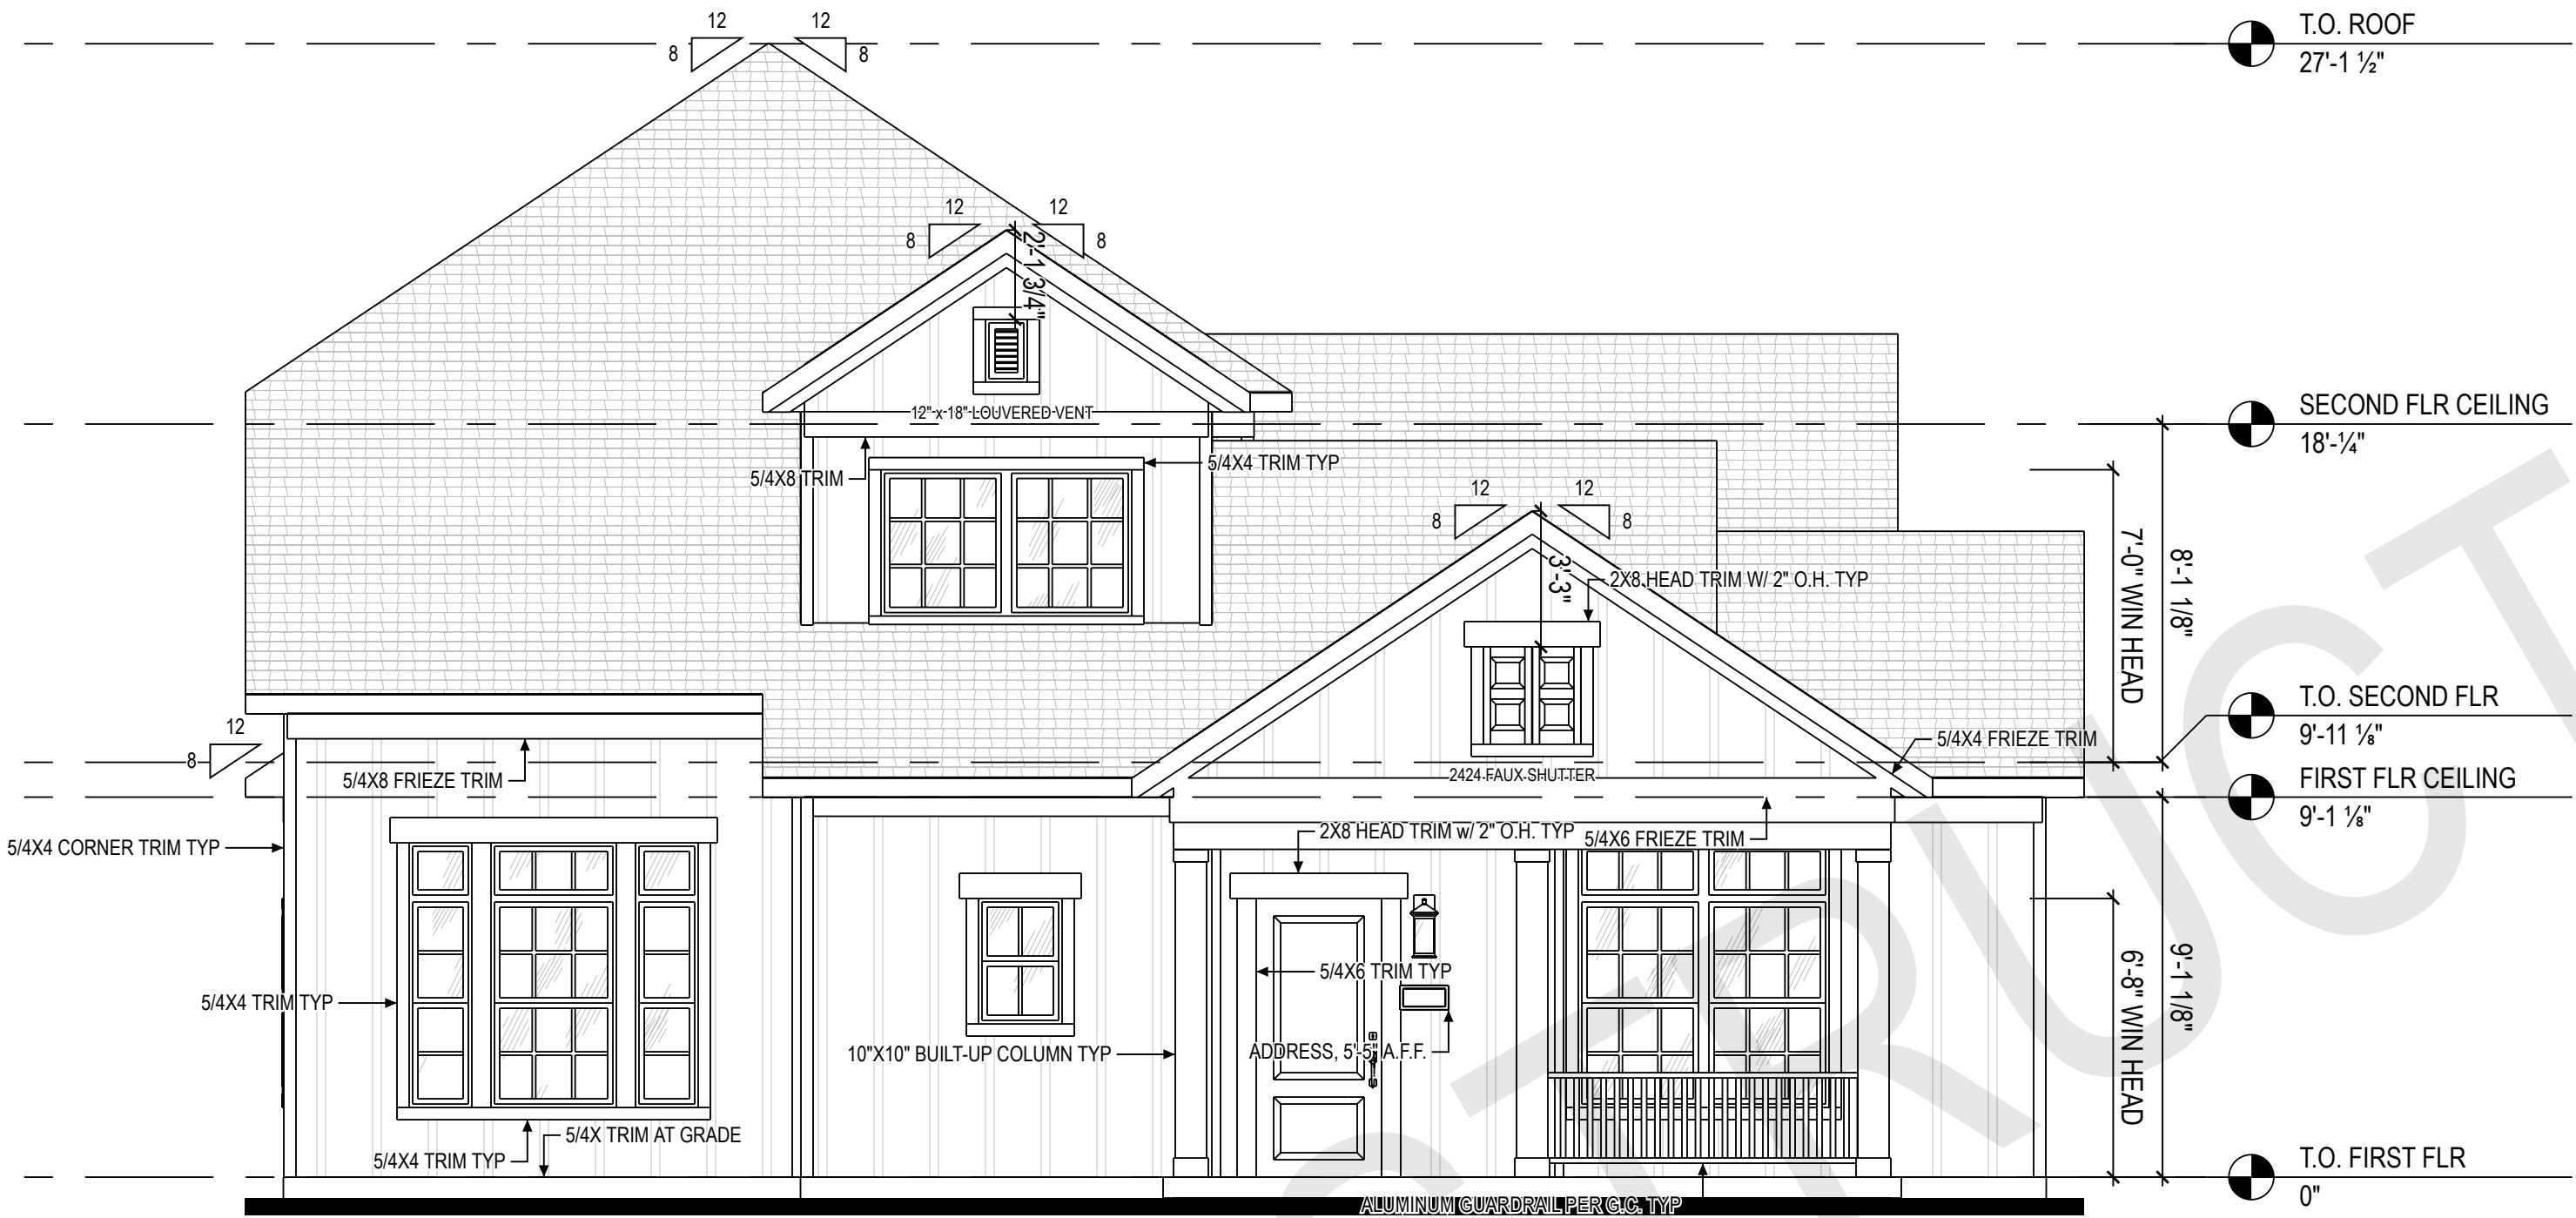 12 12
8 8
T.O. ROOF
27'-1 ½"
12 12
8 8
2'-1 3/4"
12"x 18" LOUVERED VENT
SECOND FLR CEILING
18'-¼"
5/4X8 TRIM
5/4X4 TRIM TYP
12 12
8 8
3'-3"
2X8 HEAD TRIM W/ 2" O.H. TYP
7'-0" WIN HEAD
8'-1 1/8"
T.O. SECOND FLR
9'-11 ⅛"
12
8
5/4X8 FRIEZE TRIM
2424 FAUX SHUTTER
5/4X4 FRIEZE TRIM
FIRST FLR CEILING
9'-1 ⅛"
5/4X4 CORNER TRIM TYP
2X8 HEAD TRIM w/ 2" O.H. TYP
5/4X6 FRIEZE TRIM
5/4X4 TRIM TYP
5/4X6 TRIM TYP
10"X10" BUILT-UP COLUMN TYP
ADDRESS, 5'-5" A.F.F.
6'-8" WIN HEAD
9'-1 1/8"
5/4X TRIM AT GRADE
5/4X4 TRIM TYP
T.O. FIRST FLR
0"
ALUMINUM GUARDRAIL PER G.C. TYP
STRUCT